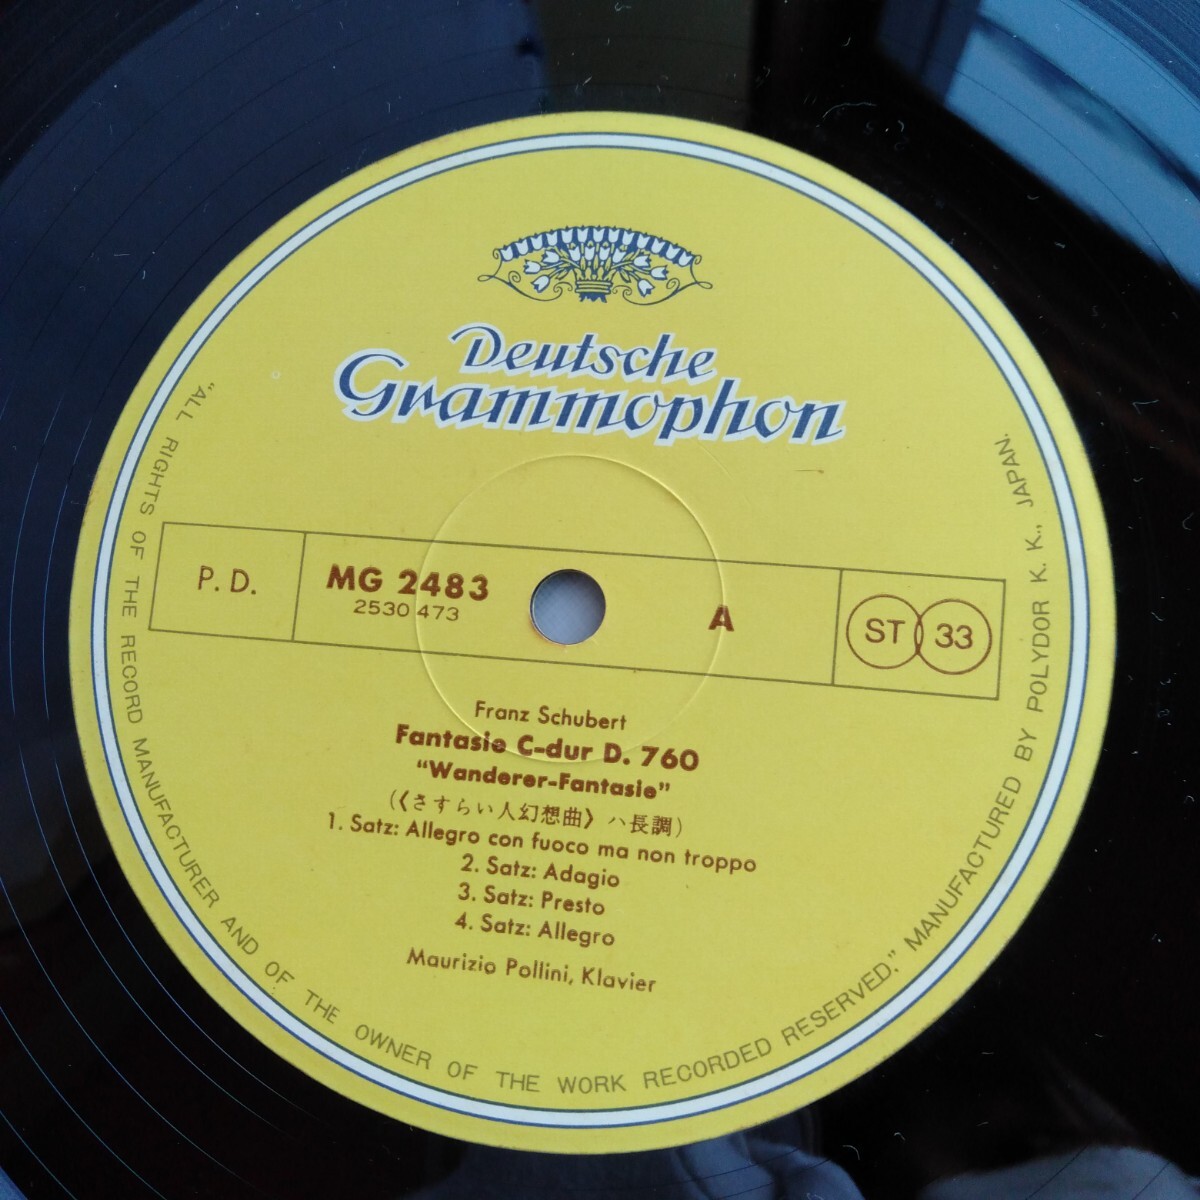 Deutsche
Grammophon
P.D.
MG 2483
2530 473
A
ST 33
Franz Schubert
Fantasie C-dur D. 760
“Wanderer-Fantasie”
(《さすらい人幻想曲》ハ長調)
1. Satz: Allegro con fuoco ma non troppo
2. Satz: Adagio
3. Satz: Presto
4. Satz: Allegro
Maurizio Pollini, Klavier
“ALL RIGHTS OF THE RECORD MANUFACTURER AND OF THE OWNER OF THE WORK RECORDED RESERVED.” MANUFACTURED BY POLYDOR K. K., JAPAN.